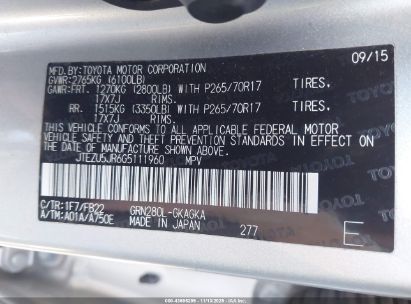 MFD.BY:TOYOTA MOTOR CORPORATION 09/15
GVWR:2765KG (6100LB)
GAWR:FRT. 1270KG (2800LB) WITH P265/70R17 TIRES,
17X7J RIMS.
RR. 1515KG (3350LB) WITH P265/70R17 TIRES,
17X7J RIMS.
THIS VEHICLE CONFORMS TO ALL APPLICABLE FEDERAL MOTOR
VEHICLE SAFETY, BUMPER, AND THEFT PREVENTION STANDARDS
IN EFFECT ON THE DATE OF MANUFACTURE SHOWN ABOVE.
JTEZU5JR6G5111960 MPV
C/TR:1F7/FB22 GRN280L-GKAGKA
A/TM:A01A/A750E MADE IN JAPAN 277 E